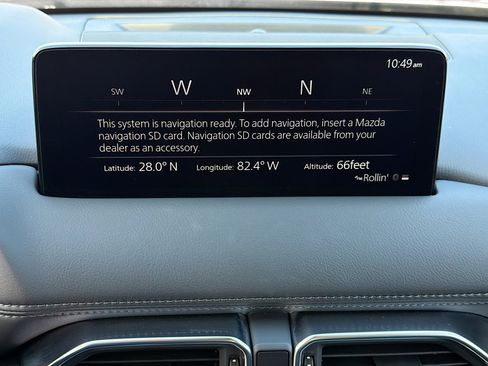 10:49am
SW W NW N NE
This system is navigation ready. To add navigation, insert a Mazda
navigation SD card. Navigation SD cards are available from your
dealer as an accessory.
Latitude: 28.0° N Longitude: 82.4° W Altitude: 66feet
Rollin'